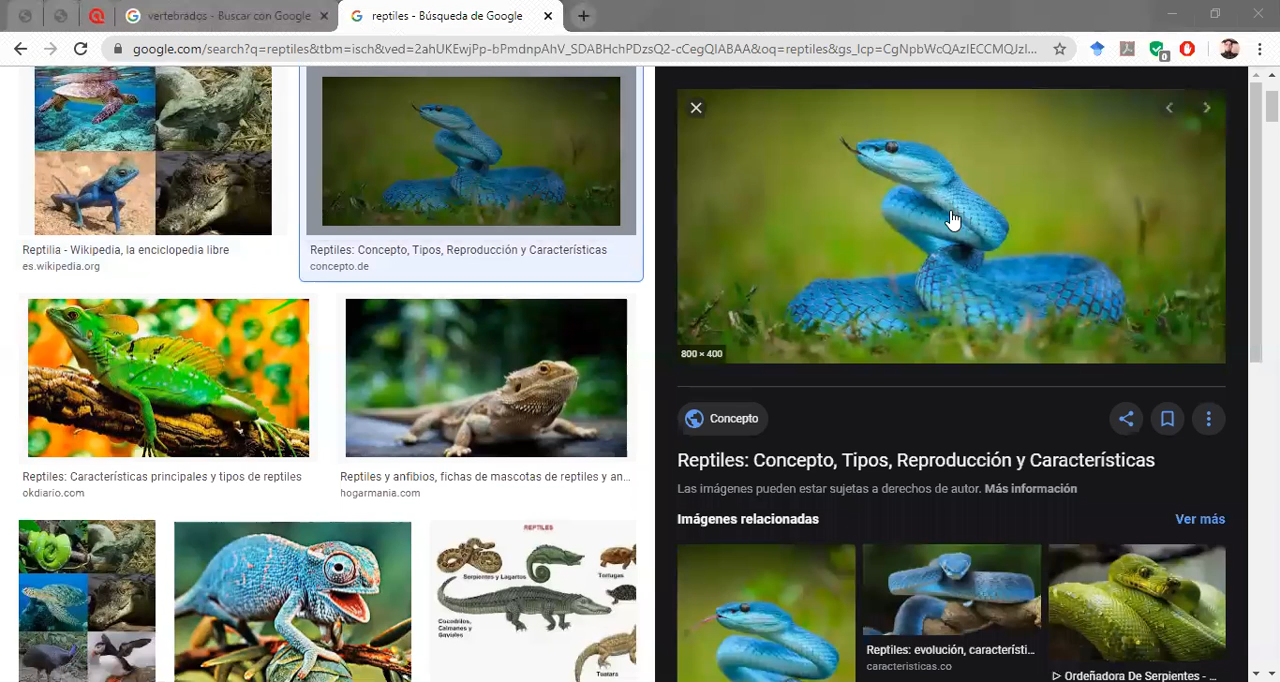 vertebrados - Buscar con Google
reptiles - Búsqueda de Google
google.com/search?q=reptiles&tbm=isch&ved=2ahUKEwjPp-bPmdnpAhV_SDABHchPDzsQ2-cCegQIABAA&oq=reptiles&gs_lcp=CgNpbWcQAzIECCMQJzI...
0
Reptilia - Wikipedia, la enciclopedia libre
es.wikipedia.org
Reptiles: Concepto, Tipos, Reproducción y Características
concepto.de
Reptiles: Características principales y tipos de reptiles
okdiario.com
Reptiles y anfibios, fichas de mascotas de reptiles y an...
hogarmania.com
REPTILES
Serpientes y Lagartos
Tortugas
Cocodrilos,
Caimanes y
Gaviales
Tuatara
800 × 400
Concepto
Reptiles: Concepto, Tipos, Reproducción y Características
Las imágenes pueden estar sujetas a derechos de autor. Más información
Imágenes relacionadas
Ver más
Reptiles: evolución, característi...
caracteristicas.co
▷ Ordeñadora De Serpientes - ...